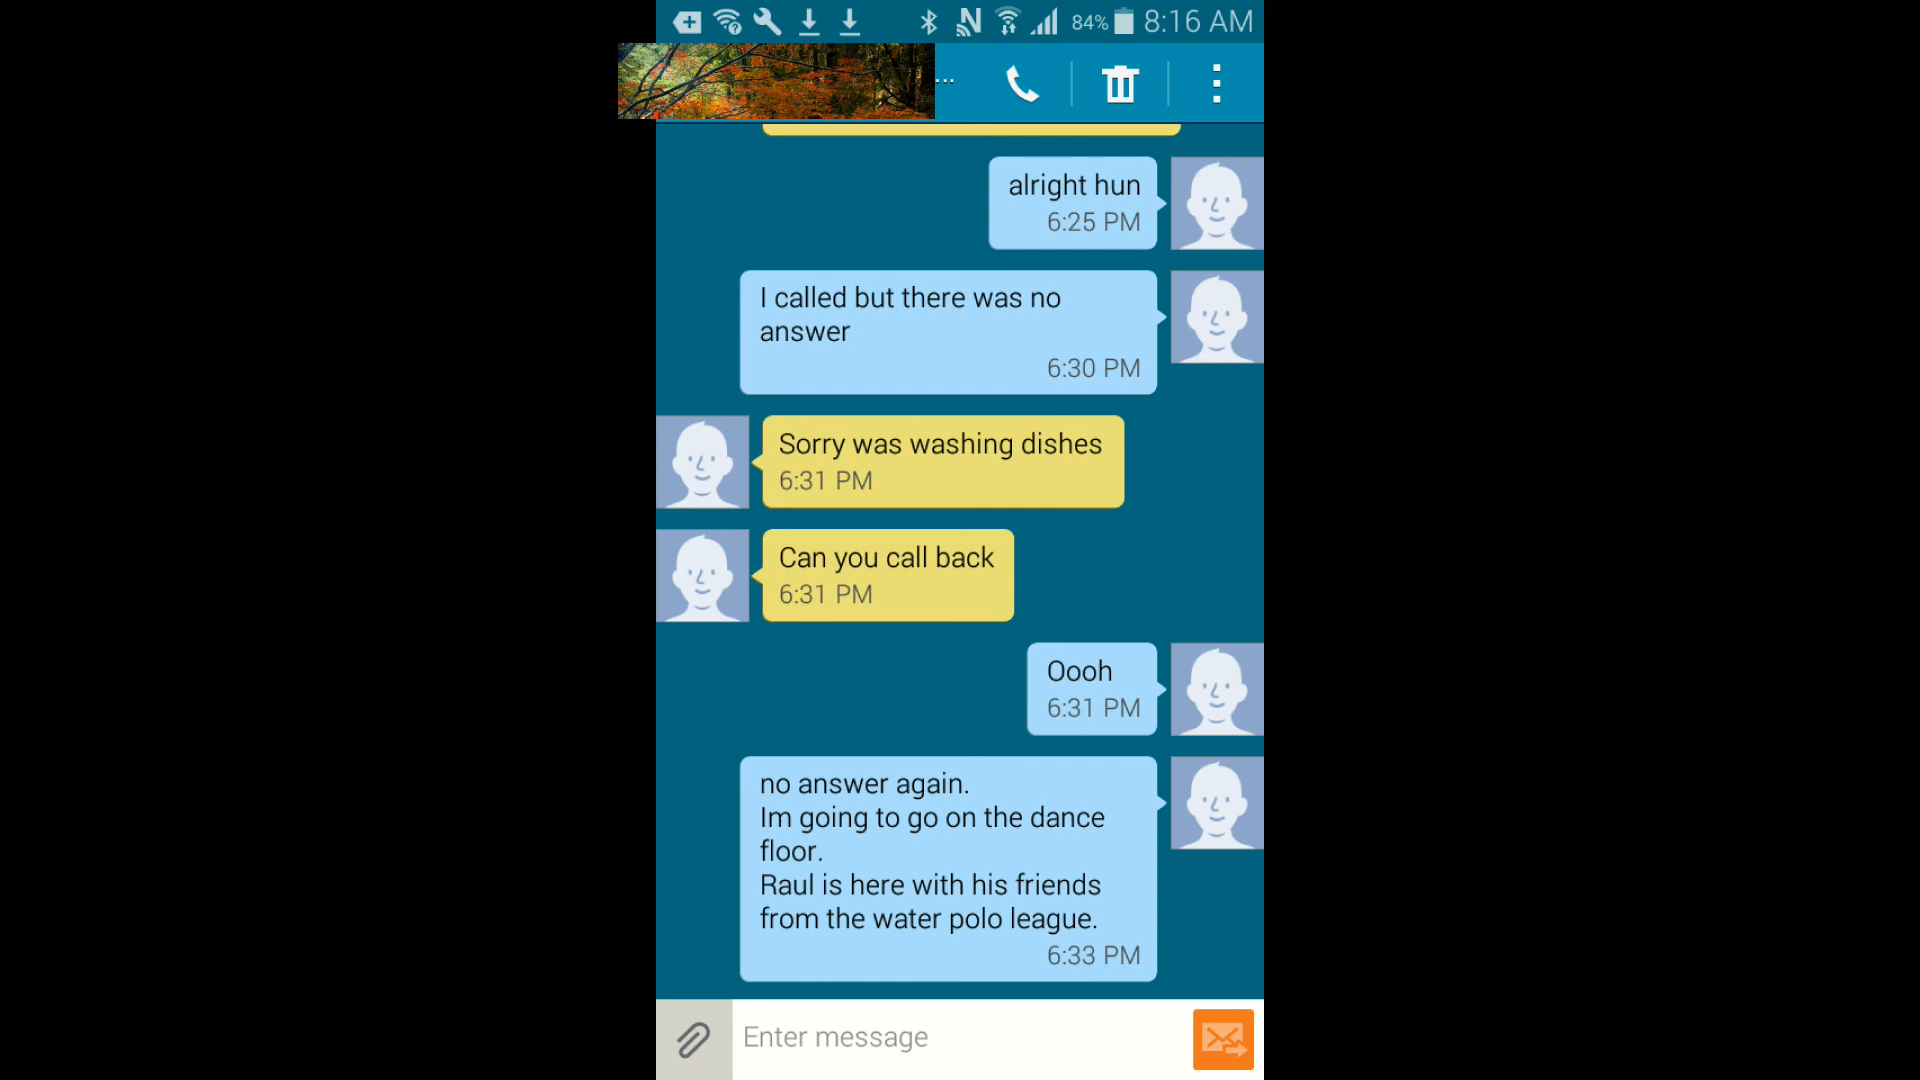 84% 8:16 AM
...
alright hun
6:25 PM
I called but there was no
answer
6:30 PM
Sorry was washing dishes
6:31 PM
Can you call back
6:31 PM
Oooh
6:31 PM
no answer again.
Im going to go on the dance
floor.
Raul is here with his friends
from the water polo league.
6:33 PM
Enter message